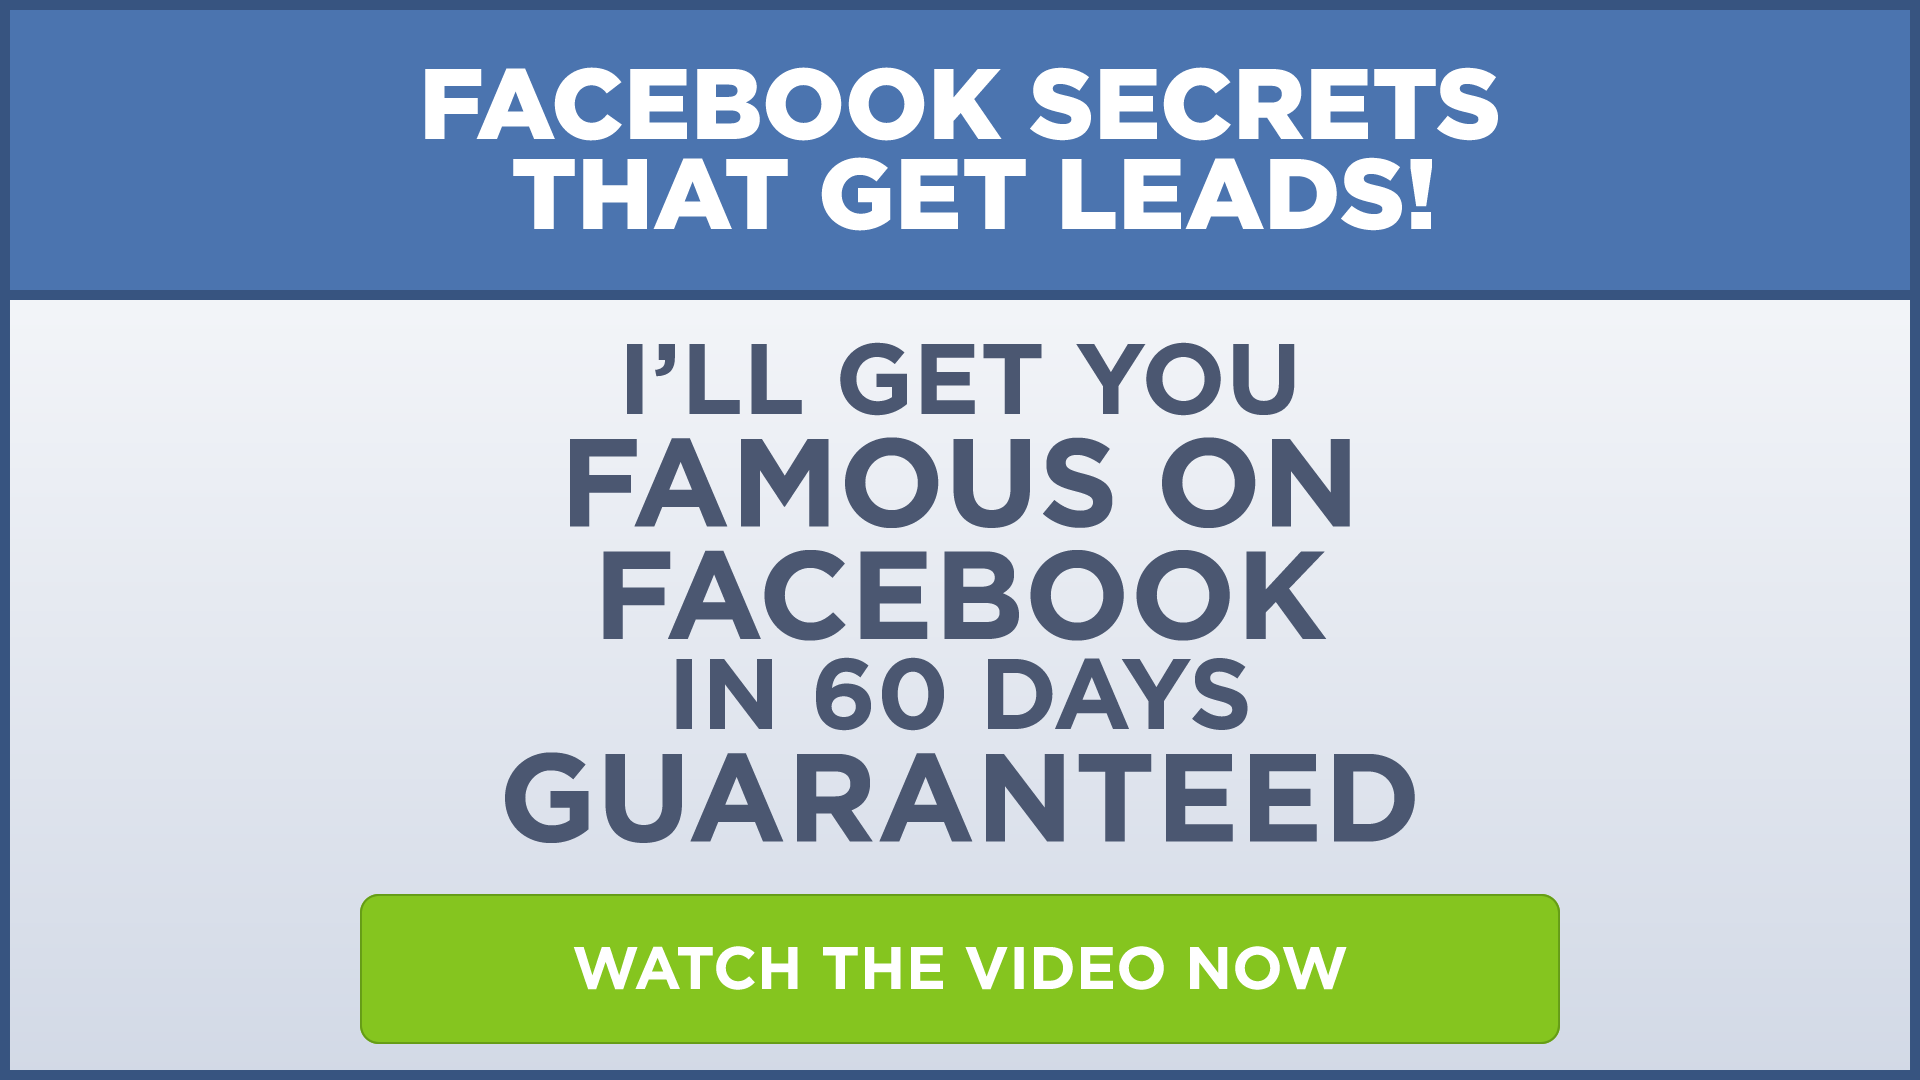 FACEBOOK SECRETS
THAT GET LEADS!
I’LL GET YOU
FAMOUS ON
FACEBOOK
IN 60 DAYS
GUARANTEED
WATCH THE VIDEO NOW